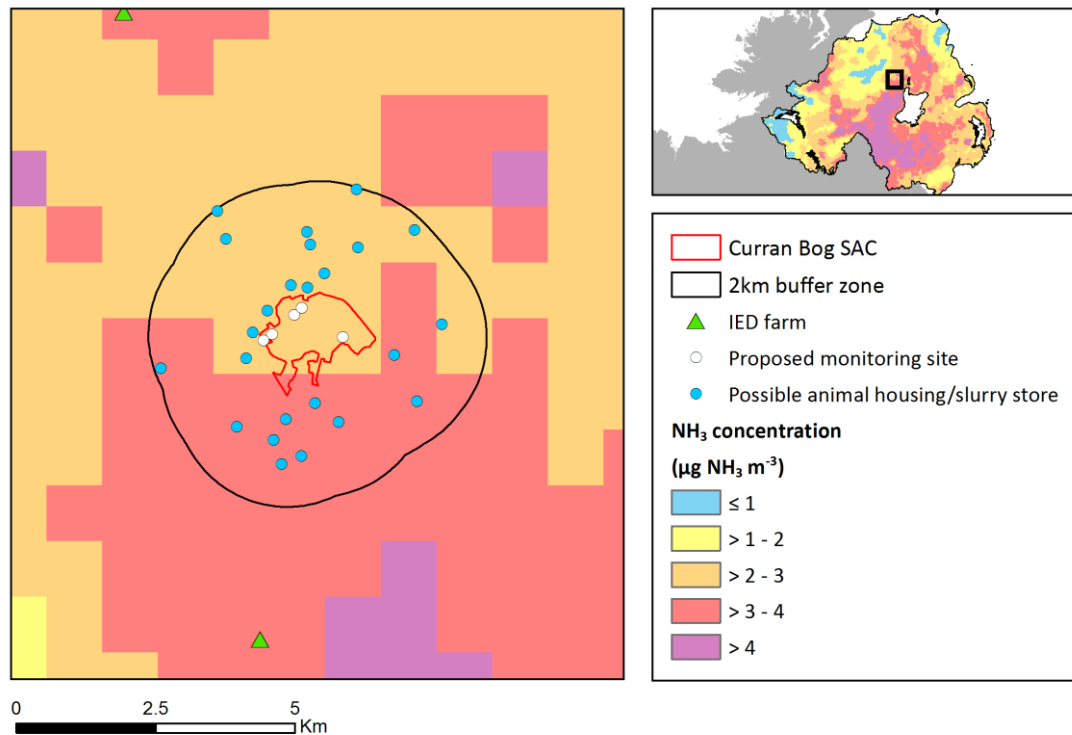 Curran Bog SAC
2km buffer zone
IED farm
Proposed monitoring site
Possible animal housing/slurry store
NH₃ concentration
(µg NH₃ m⁻³)
≤ 1
> 1 - 2
> 2 - 3
> 3 - 4
> 4
0 2.5 5
Km